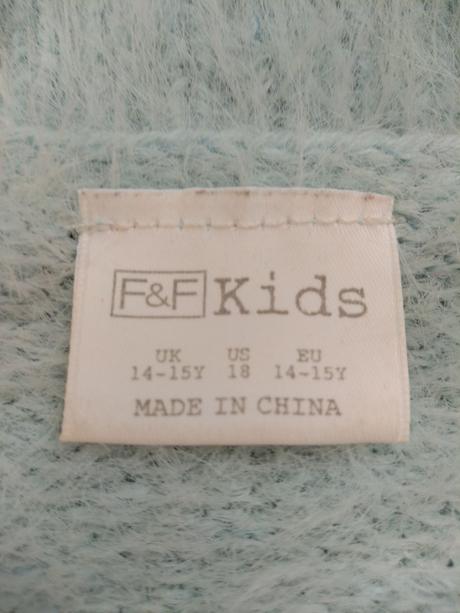 F&F Kids
UK US EU
14-15Y 18 14-15Y
MADE IN CHINA